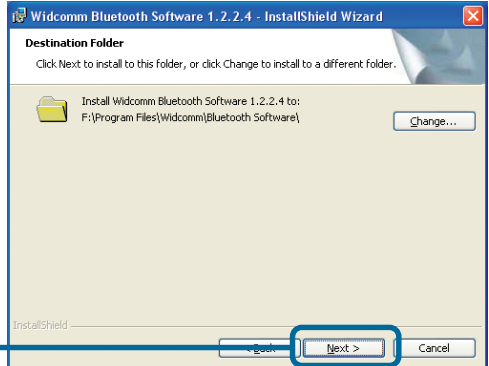 Widcomm Bluetooth Software 1.2.2.4 - InstallShield Wizard
Destination Folder
Click Next to install to this folder, or click Change to install to a different folder.
Install Widcomm Bluetooth Software 1.2.2.4 to:
F:\Program Files\Widcomm\Bluetooth Software\
Change...
InstallShield
< Back Next > Cancel